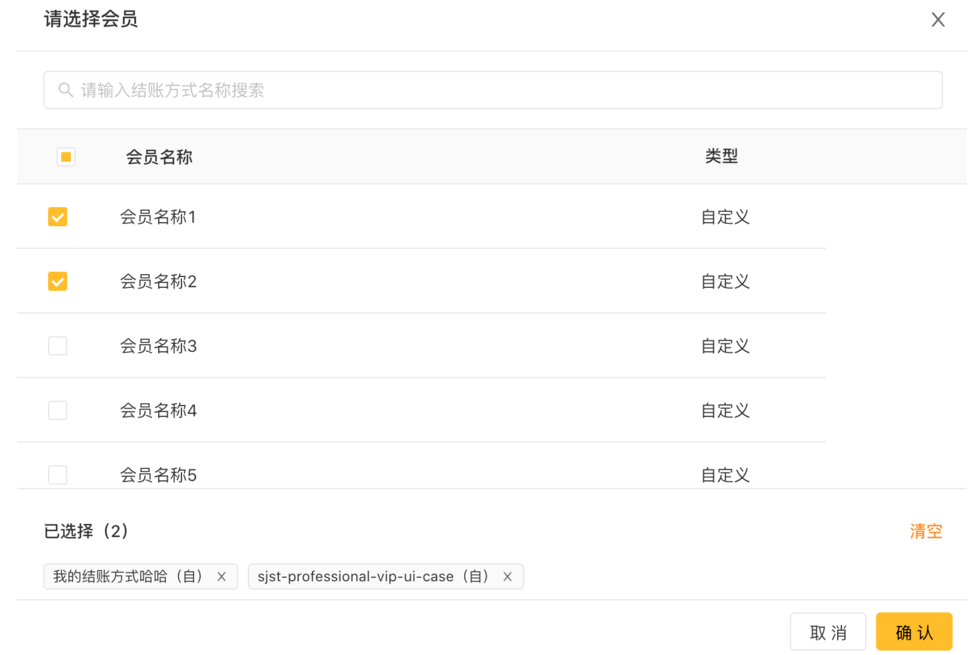 请选择会员
请输入结账方式名称搜索
会员名称 类型
会员名称1 自定义
会员名称2 自定义
会员名称3 自定义
会员名称4 自定义
会员名称5 自定义
已选择（2） 清空
我的结账方式哈哈（自） sjst-professional-vip-ui-case（自）
取 消 确 认